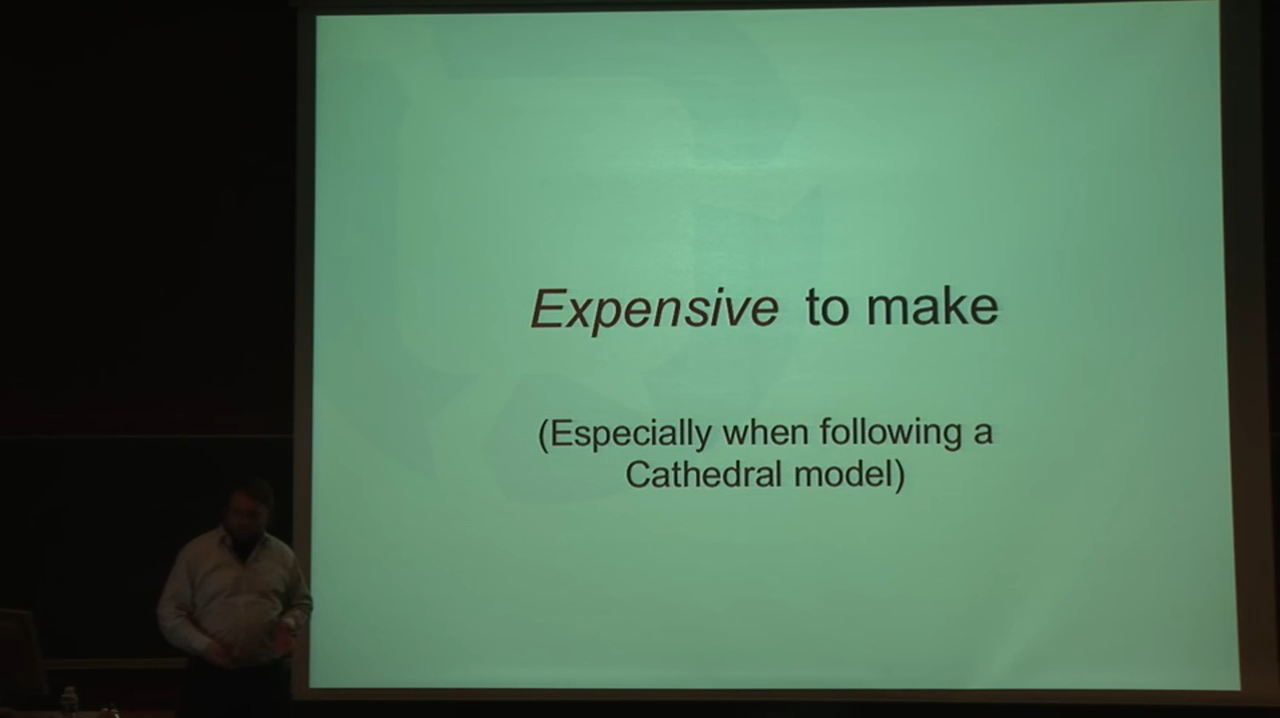 Expensive to make
(Especially when following a
Cathedral model)